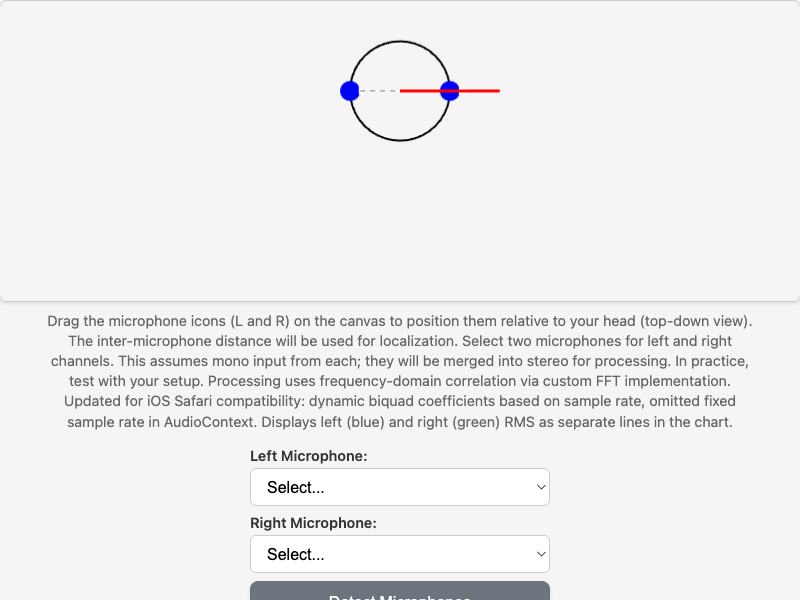 Drag the microphone icons (L and R) on the canvas to position them relative to your head (top-down view).
The inter-microphone distance will be used for localization. Select two microphones for left and right
channels. This assumes mono input from each; they will be merged into stereo for processing. In practice,
test with your setup. Processing uses frequency-domain correlation via custom FFT implementation.
Updated for iOS Safari compatibility: dynamic biquad coefficients based on sample rate, omitted fixed
sample rate in AudioContext. Displays left (blue) and right (green) RMS as separate lines in the chart.
Left Microphone:
Select...
Right Microphone:
Select...